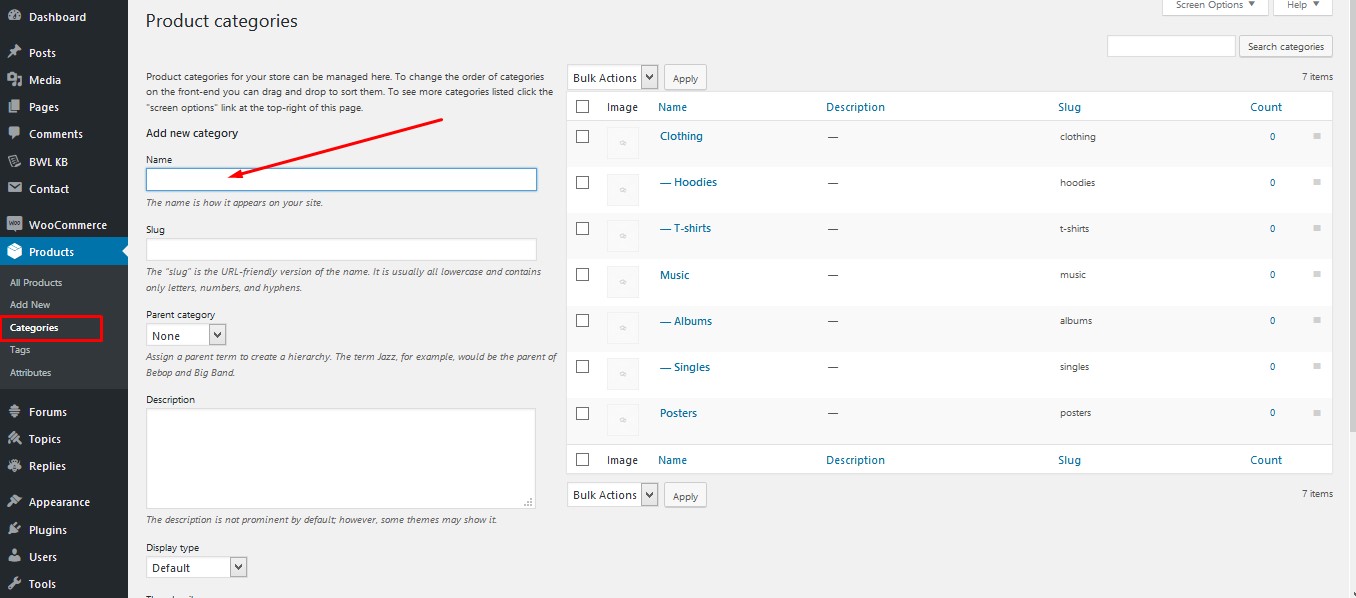 Dashboard
Posts
Media
Pages
Comments
BWL KB
Contact
WooCommerce
Products
All Products
Add New
Categories
Tags
Attributes
Forums
Topics
Replies
Appearance
Plugins
Users
Tools
Screen Options ▼
Help ▼
Product categories
Search categories
Product categories for your store can be managed here. To change the order of categories
on the front-end you can drag and drop to sort them. To see more categories listed click the
"screen options" link at the top-right of this page.
Add new category
Name
The name is how it appears on your site.
Slug
The "slug" is the URL-friendly version of the name. It is usually all lowercase and contains
only letters, numbers, and hyphens.
Parent category
None
Assign a parent term to create a hierarchy. The term Jazz, for example, would be the parent of
Bebop and Big Band.
Description
The description is not prominent by default; however, some themes may show it.
Display type
Default
Bulk Actions Apply 7 items
Image Name Description Slug Count
Clothing — clothing 0
— Hoodies — hoodies 0
— T-shirts — t-shirts 0
Music — music 0
— Albums — albums 0
— Singles — singles 0
Posters — posters 0
Image Name Description Slug Count
Bulk Actions Apply 7 items